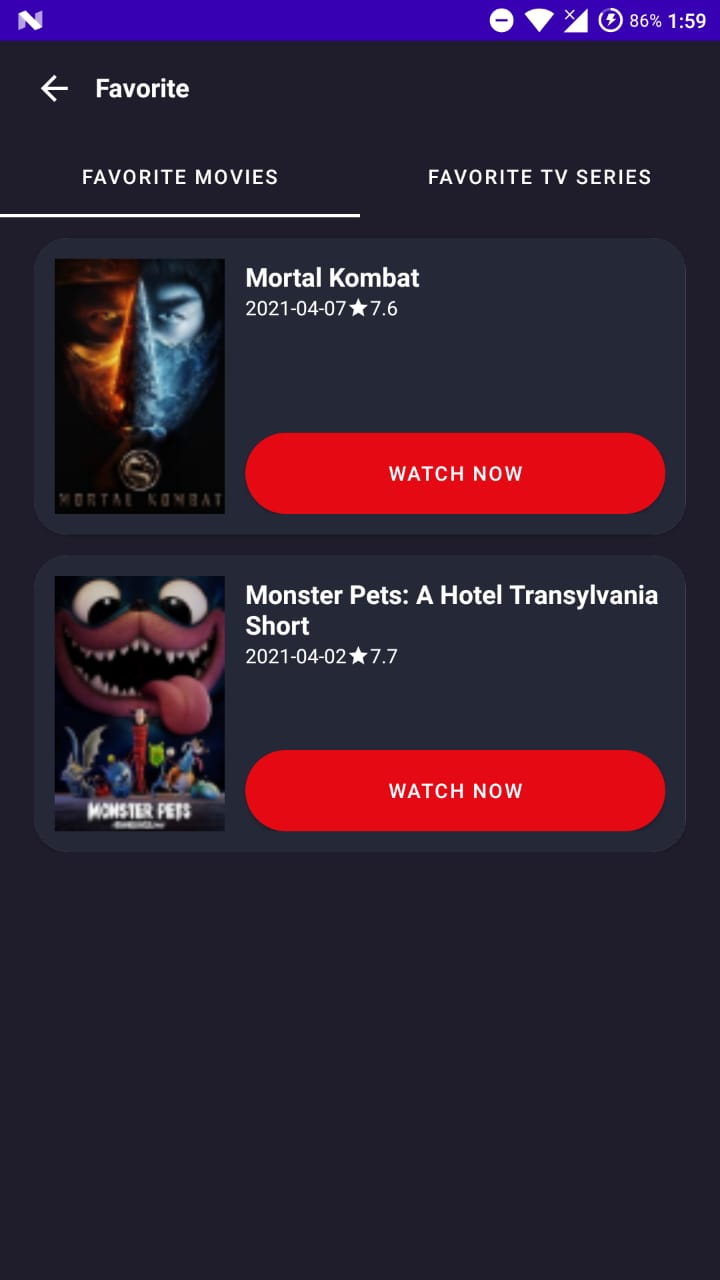 86% 1:59
Favorite
FAVORITE MOVIES FAVORITE TV SERIES
Mortal Kombat
2021-04-07★7.6
MORTAL KOMBAT
WATCH NOW
Monster Pets: A Hotel Transylvania
Short
2021-04-02★7.7
MONSTER PETS
WATCH NOW